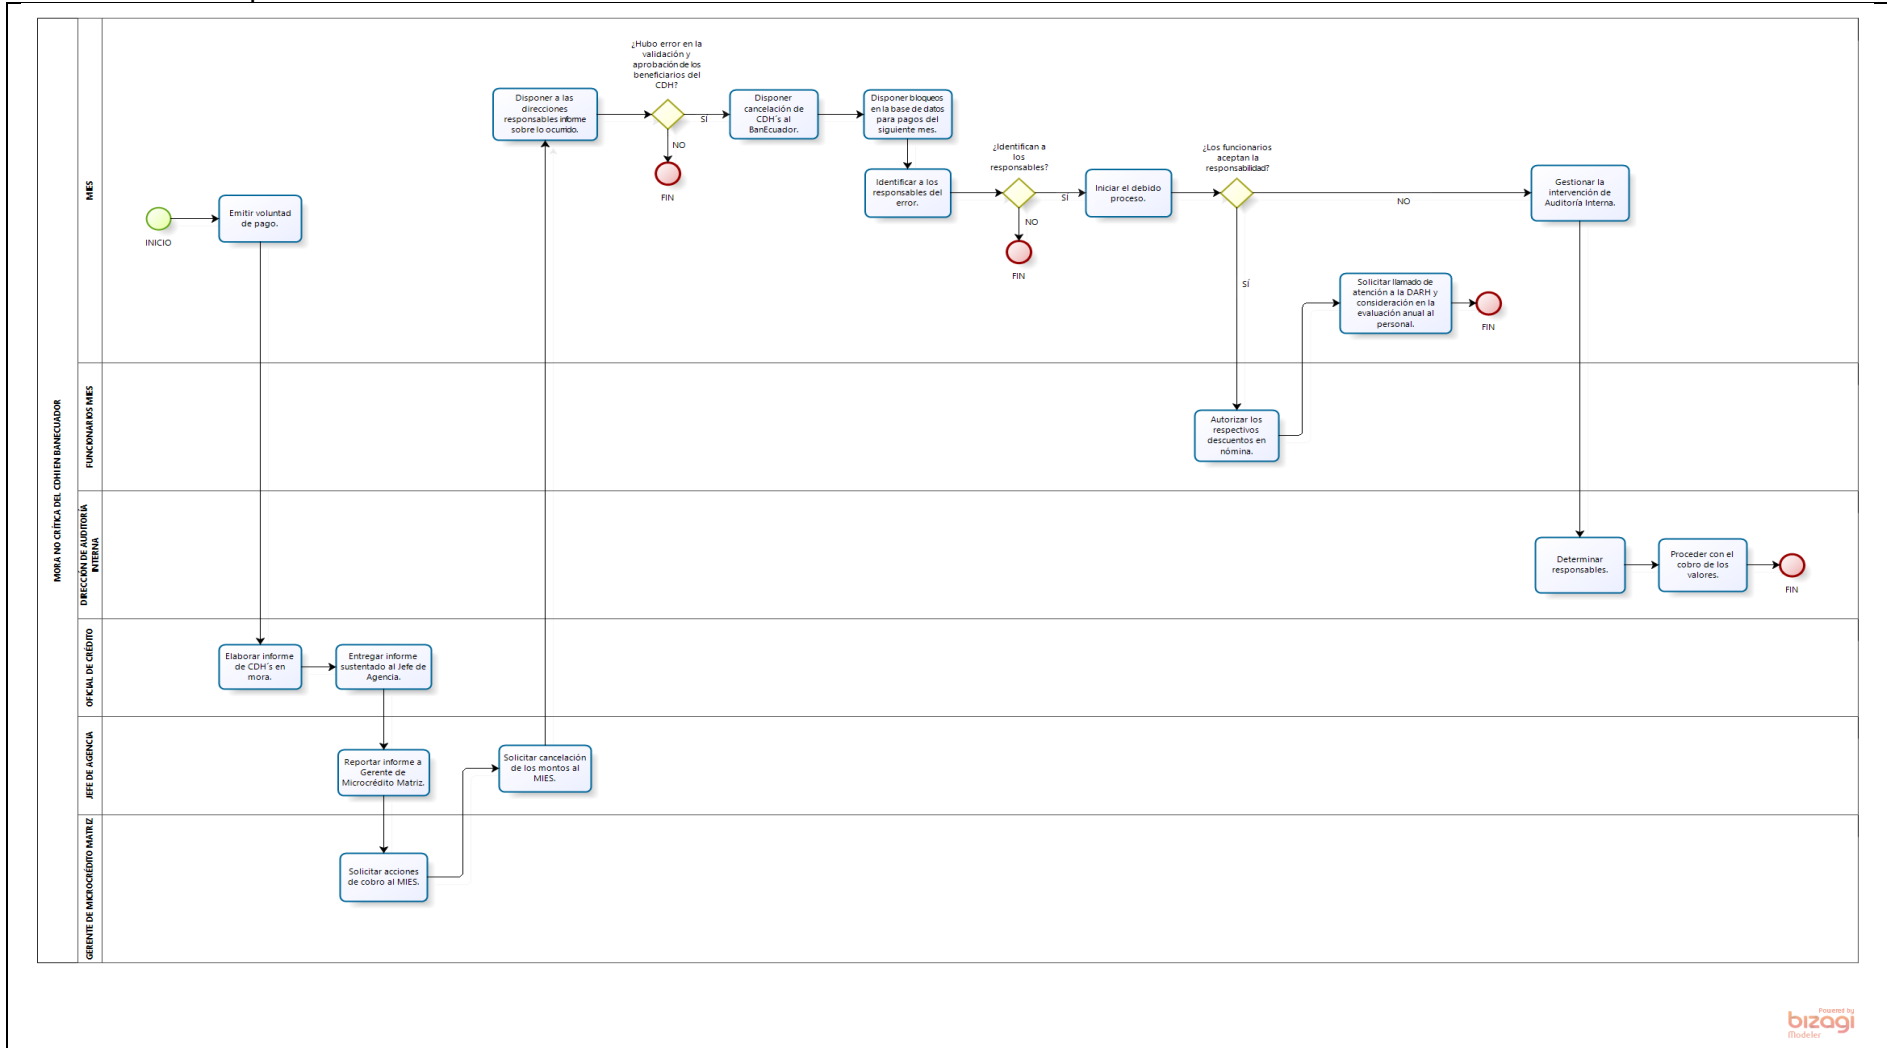 MORA NO CRÍTICA DEL CDH EN BANECUADOR
MIES
INICIO
Emitir voluntad
de pago.
Disponer a las
direcciones
responsables informe
sobre lo ocurrido.
¿Hubo error en la
validación y
aprobación de los
beneficiarios del
CDH?
SÍ
NO
FIN
Disponer
cancelación de
CDH´s al
BanEcuador.
Disponer bloqueos
en la base de datos
para pagos del
siguiente mes.
Identificar a los
responsables del
error.
¿Identifican a
los
responsables?
SÍ
NO
FIN
Iniciar el debido
proceso.
¿Los funcionarios
aceptan la
responsabilidad?
NO
SÍ
Gestionar la
intervención de
Auditoría Interna.
Solicitar llamado de
atención a la DARH y
consideración en la
evaluación anual al
personal.
FIN
FUNCIONARIOS MIES
Autorizar los
respectivos
descuentos en
nómina.
DIRECCIÓN DE AUDITORÍA
INTERNA
Determinar
responsables.
Proceder con el
cobro de los
valores.
FIN
OFICIAL DE CRÉDITO
Elaborar informe
de CDH´s en
mora.
Entregar informe
sustentado al Jefe de
Agencia.
JEFE DE AGENCIA
Reportar informe a
Gerente de
Microcrédito Matriz.
Solicitar cancelación
de los montos al
MIES.
GERENTE DE MICROCRÉDITO MATRIZ
Solicitar acciones
de cobro al MIES.
Powered by
bizagi
Modeler